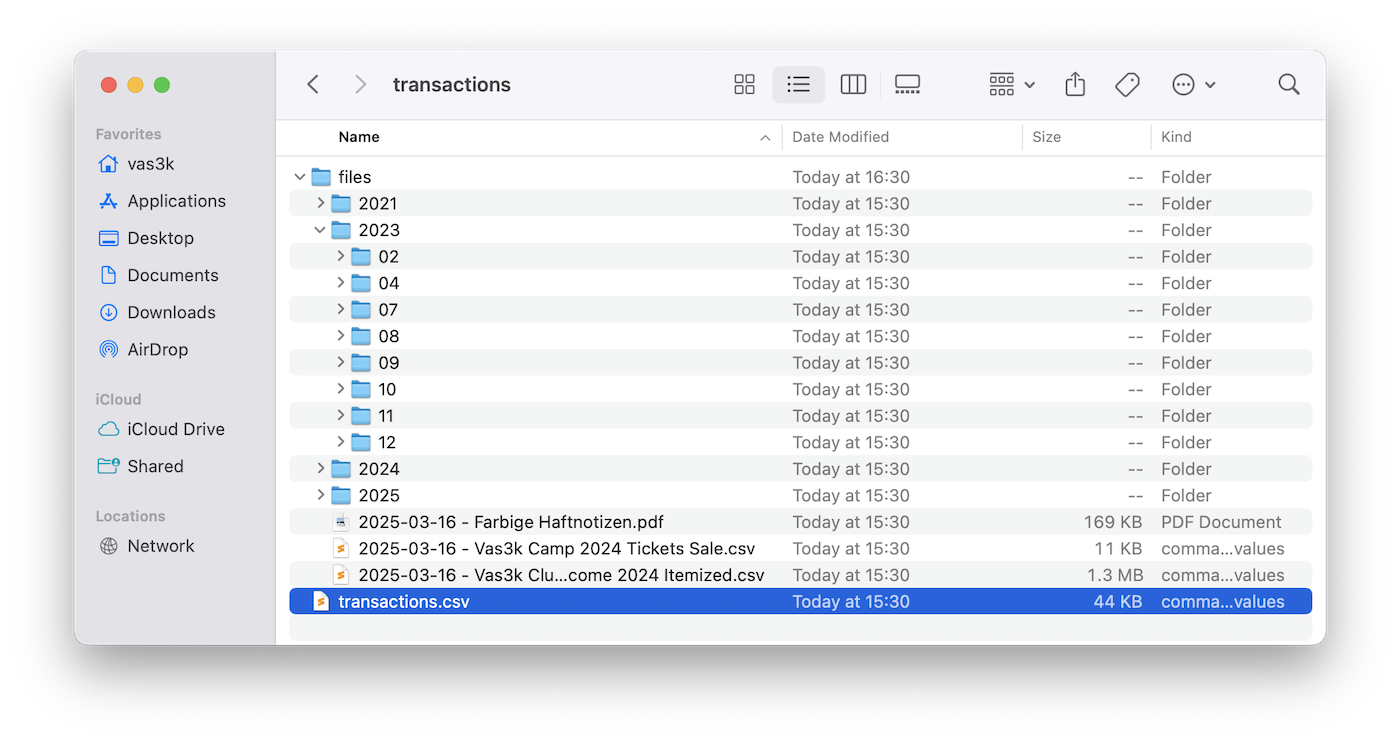 transactions
Favorites
vas3k
Applications
Desktop
Documents
Downloads
AirDrop
iCloud
iCloud Drive
Shared
Locations
Network
Name Date Modified Size Kind
files Today at 16:30 -- Folder
2021 Today at 15:30 -- Folder
2023 Today at 15:30 -- Folder
02 Today at 15:30 -- Folder
04 Today at 15:30 -- Folder
07 Today at 15:30 -- Folder
08 Today at 15:30 -- Folder
09 Today at 15:30 -- Folder
10 Today at 15:30 -- Folder
11 Today at 15:30 -- Folder
12 Today at 15:30 -- Folder
2024 Today at 15:30 -- Folder
2025 Today at 15:30 -- Folder
2025-03-16 - Farbige Haftnotizen.pdf Today at 15:30 169 KB PDF Document
2025-03-16 - Vas3k Camp 2024 Tickets Sale.csv Today at 15:30 11 KB comma...values
2025-03-16 - Vas3k Clu...come 2024 Itemized.csv Today at 15:30 1.3 MB comma...values
transactions.csv Today at 15:30 44 KB comma...values